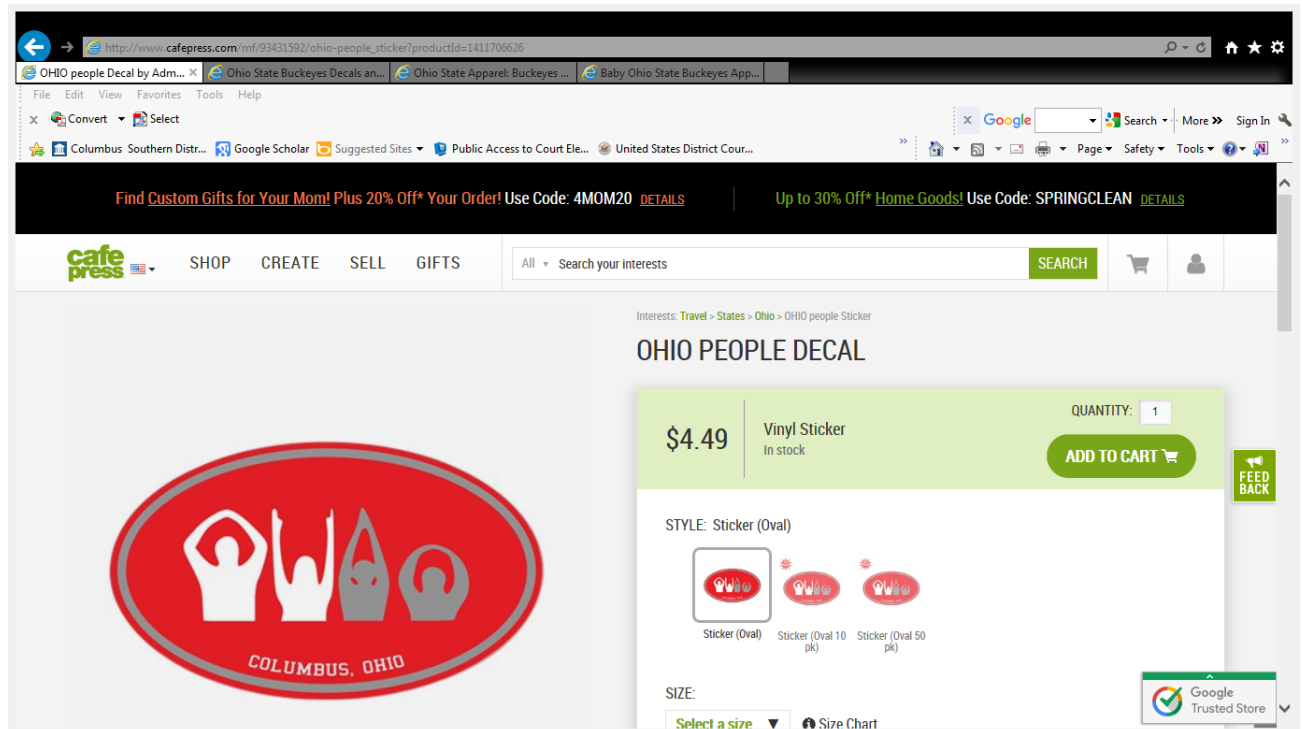 http://www.cafepress.com/mf/93431592/ohio-people_sticker?productId=1411706626
OHIO people Decal by Adm... × Ohio State Buckeyes Decals an... Ohio State Apparel: Buckeyes ... Baby Ohio State Buckeyes App...
File Edit View Favorites Tools Help
x Convert Select
x Google Search More » Sign In
Columbus Southern Distr... Google Scholar Suggested Sites Public Access to Court Ele... United States District Cour... » Page Safety Tools »
Find Custom Gifts for Your Mom! Plus 20% Off* Your Order! Use Code: 4MOM20 DETAILS
Up to 30% Off* Home Goods! Use Code: SPRINGCLEAN DETAILS
cafe
press
SHOP CREATE SELL GIFTS
All Search your interests SEARCH
Interests: Travel > States > Ohio > OHIO people Sticker
OHIO PEOPLE DECAL
$4.49
Vinyl Sticker
In stock
QUANTITY: 1
ADD TO CART
FEED
BACK
STYLE: Sticker (Oval)
Sticker (Oval)
Sticker (Oval 10
pk)
Sticker (Oval 50
pk)
COLUMBUS, OHIO
SIZE:
Select a size Size Chart
Google
Trusted Store